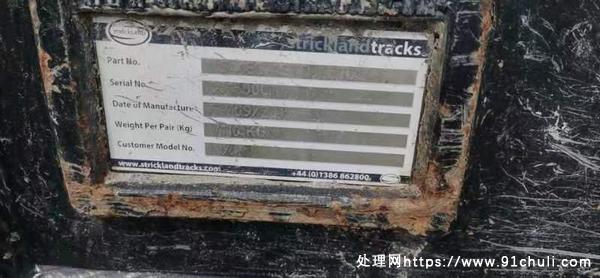 strickland
stricklandtracks
Part No.
Serial No.
Date of Manufacture
Weight Per Pair (Kg)
Customer Model No.
www.stricklandtracks.com
+44 (0)1386 862800
处理网https://www.91chuli.com/